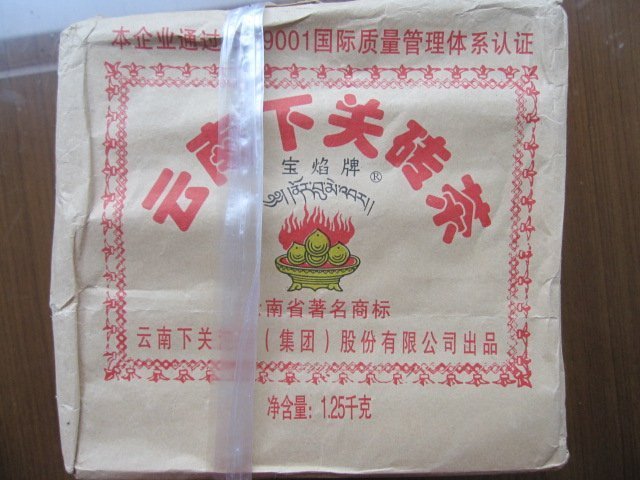 本企业通过 9001国际质量管理体系认证
云南下关砖茶
宝焰牌®
南省著名商标
云南下关 (集团)股份有限公司出品
净含量：1.25千克